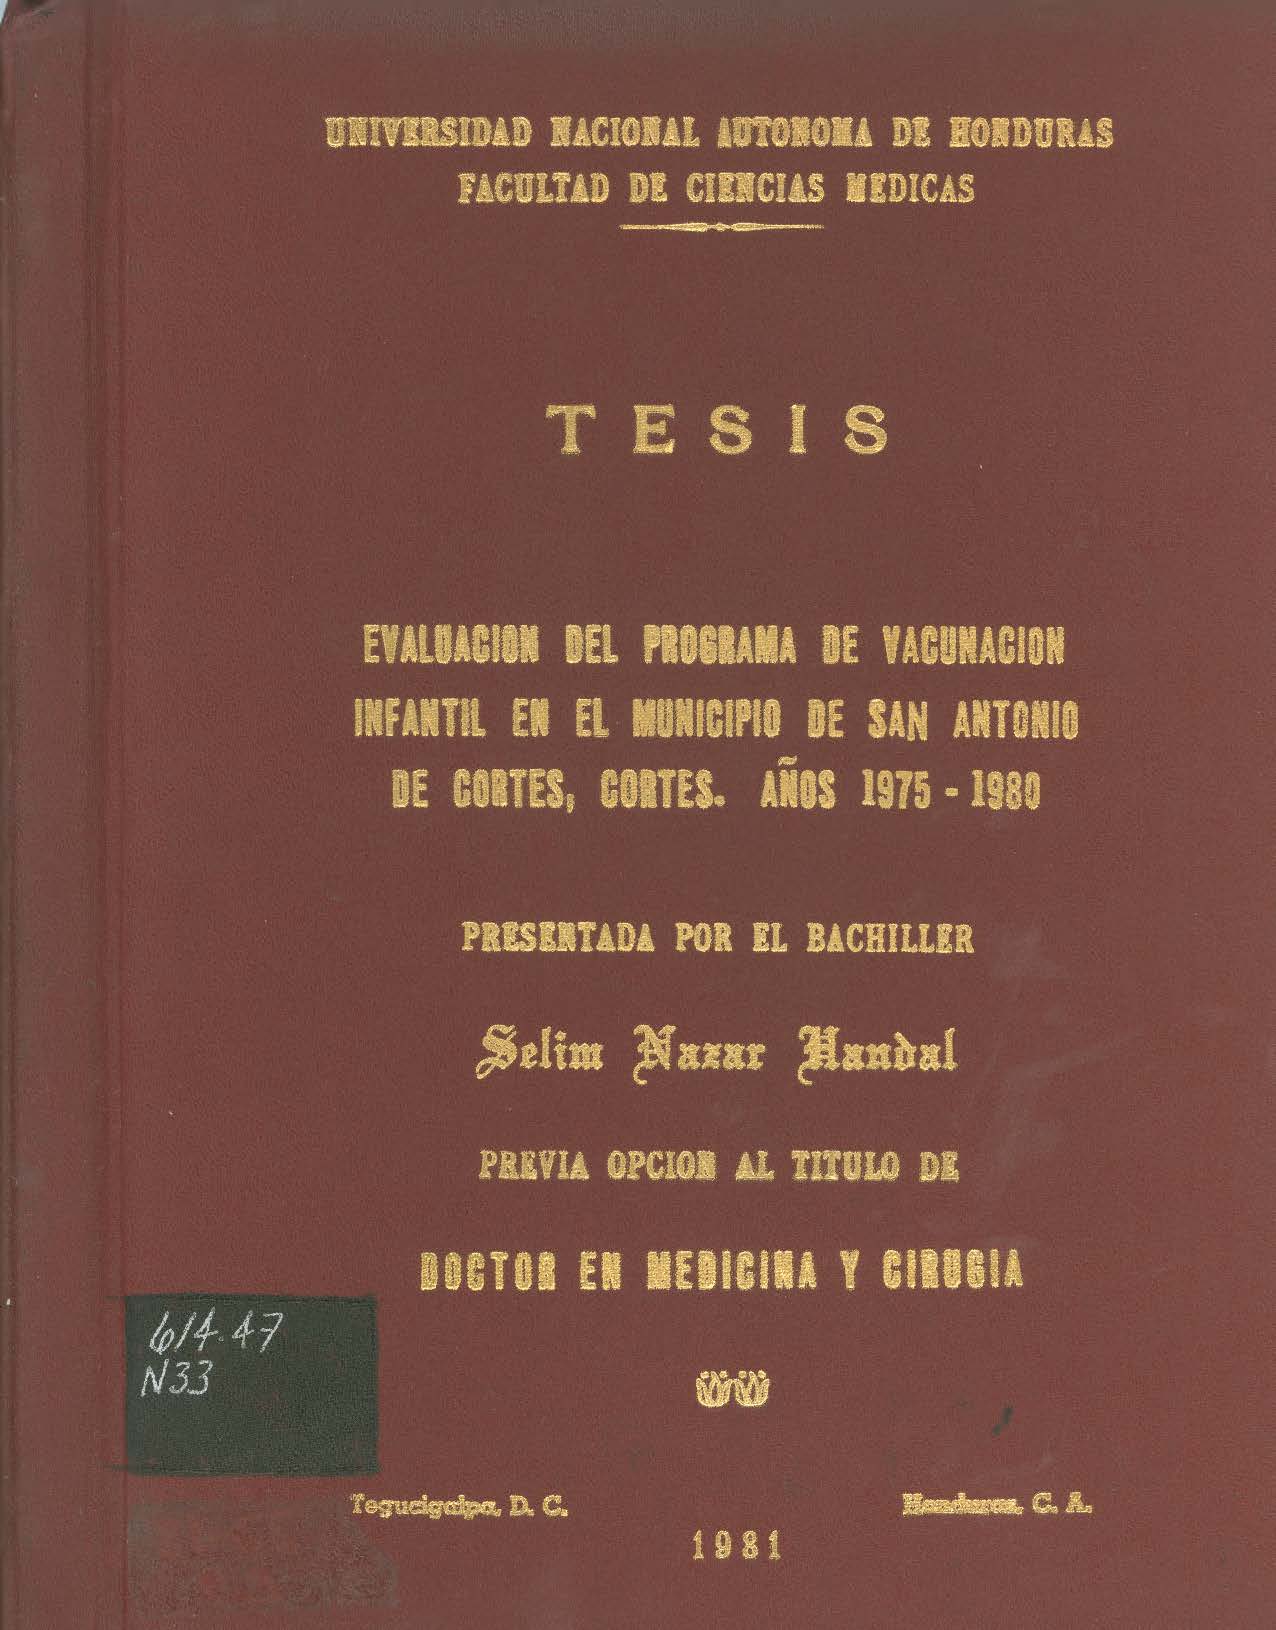 UNIVERSIDAD NACIONAL AUTONOMA DE HONDURAS
FACULTAD DE CIENCIAS MEDICAS
TESIS
EVALUACION DEL PROGRAMA DE VACUNACION
INFANTIL EN EL MUNICIPIO DE SAN ANTONIO
DE CORTES, CORTES. AÑOS 1975 - 1980
PRESENTADA POR EL BACHILLER
Selim Nazar Handal
PREVIA OPCION AL TITULO DE
DOCTOR EN MEDICINA Y CIRUGIA
614.47
N33
Tegucigalpa, D. C. Honduras, C. A.
1981